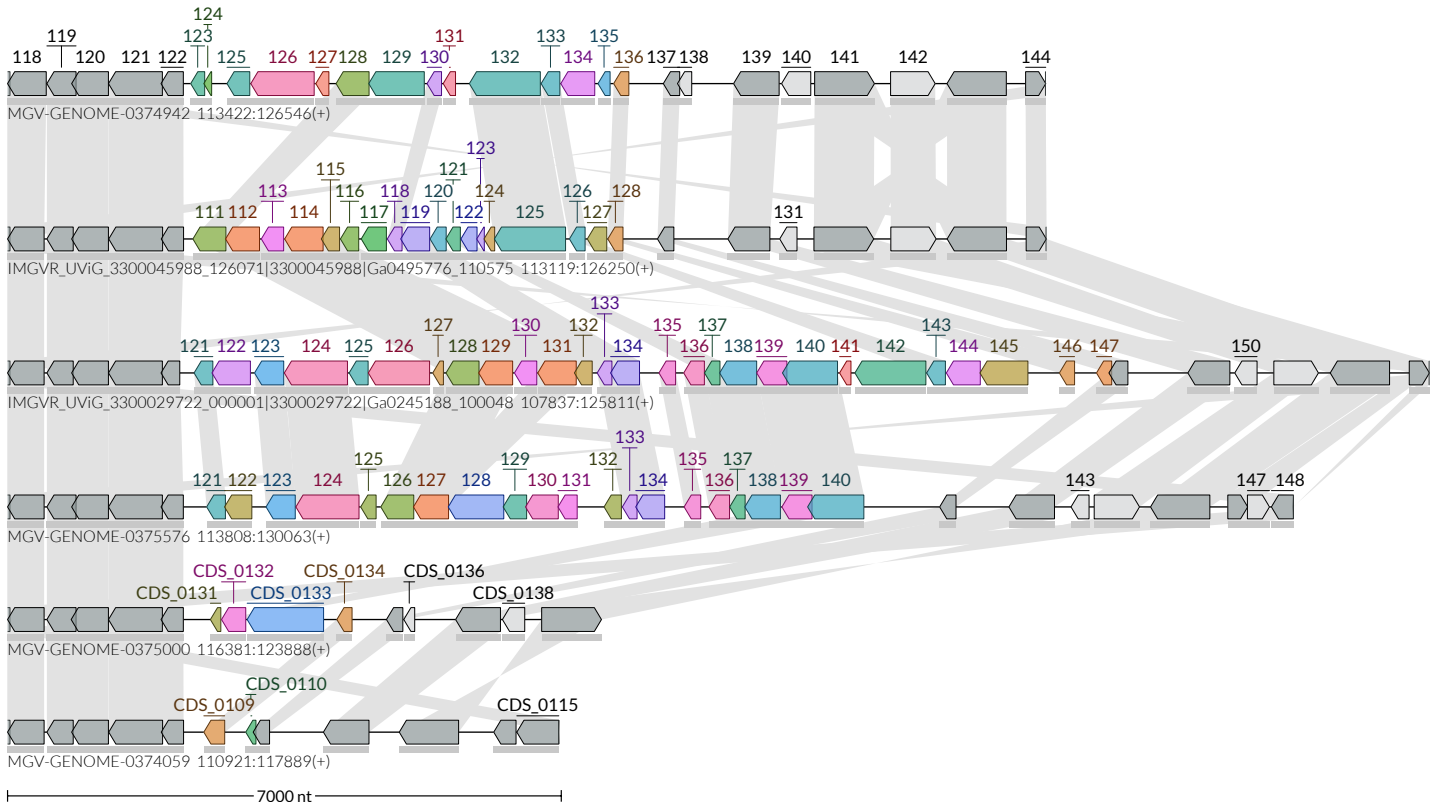 124
119 123 131 133 135
118 120 121 122 125 126 127 128 129 130 132 134 136 137 138 139 140 141 142 144
MGV-GENOME-0374942 113422:126546(+)
123
115 121
113 116 118 120 124 126 128
111 112 114 117 119 122 125 127 131
IMGVR_UViG_3300045988_126071|3300045988|Ga0495776_110575 113119:126250(+)
133
127 130 132 135 137 143
121 122 123 124 125 126 128 129 131 134 136 138 139 140 141 142 144 145 146 147 150
IMGVR_UViG_3300029722_000001|3300029722|Ga0245188_100048 107837:125811(+)
133
125 129 132 135 137
121 122 123 124 126 127 128 130 131 134 136 138 139 140 143 147 148
MGV-GENOME-0375576 113808:130063(+)
CDS_0132 CDS_0134 CDS_0136
CDS_0131 CDS_0133 CDS_0138
MGV-GENOME-0375000 116381:123888(+)
CDS_0110
CDS_0109 CDS_0115
MGV-GENOME-0374059 110921:117889(+)
7000 nt